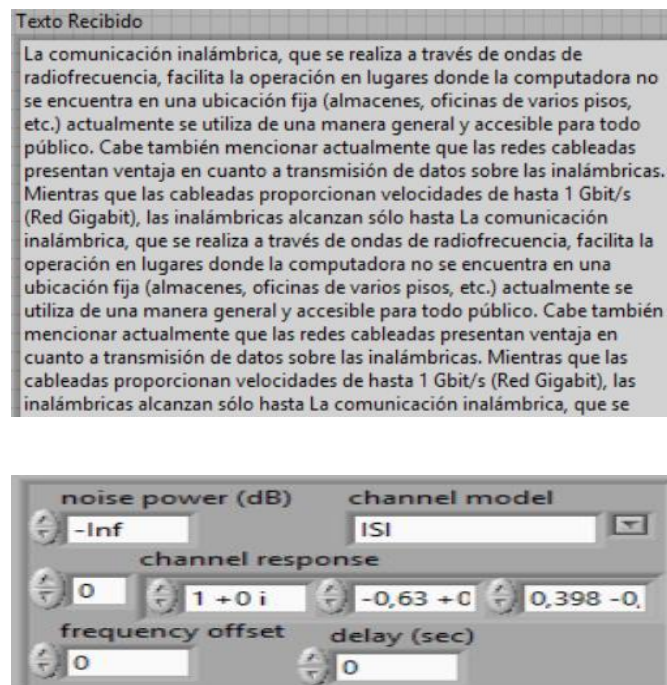 Texto Recibido
La comunicación inalámbrica, que se realiza a través de ondas de
radiofrecuencia, facilita la operación en lugares donde la computadora no
se encuentra en una ubicación fija (almacenes, oficinas de varios pisos,
etc.) actualmente se utiliza de una manera general y accesible para todo
público. Cabe también mencionar actualmente que las redes cableadas
presentan ventaja en cuanto a transmisión de datos sobre las inalámbricas.
Mientras que las cableadas proporcionan velocidades de hasta 1 Gbit/s
(Red Gigabit), las inalámbricas alcanzan sólo hasta La comunicación
inalámbrica, que se realiza a través de ondas de radiofrecuencia, facilita la
operación en lugares donde la computadora no se encuentra en una
ubicación fija (almacenes, oficinas de varios pisos, etc.) actualmente se
utiliza de una manera general y accesible para todo público. Cabe también
mencionar actualmente que las redes cableadas presentan ventaja en
cuanto a transmisión de datos sobre las inalámbricas. Mientras que las
cableadas proporcionan velocidades de hasta 1 Gbit/s (Red Gigabit), las
inalámbricas alcanzan sólo hasta La comunicación inalámbrica, que se
noise power (dB) channel model
-Inf ISI
channel response
0 1 +0 i -0,63 +0 0,398 -0,
frequency offset delay (sec)
0 0